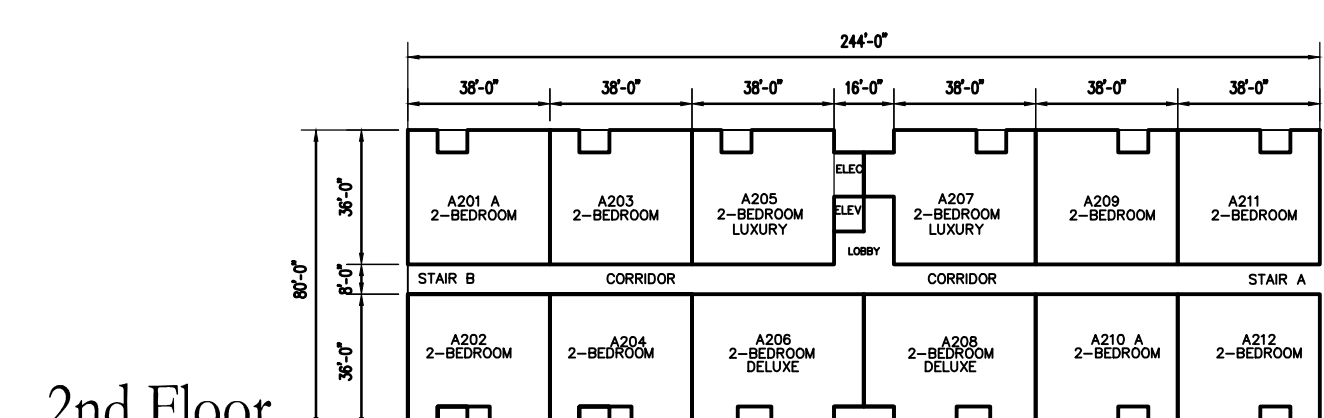 244'-0"
38'-0" 38'-0" 38'-0" 16'-0" 38'-0" 38'-0" 38'-0"
80'-0"
36'-0"
8'-0"
36'-0"
A201 A
2-BEDROOM
A203
2-BEDROOM
A205
2-BEDROOM
LUXURY
ELEC
ELEV
LOBBY
A207
2-BEDROOM
LUXURY
A209
2-BEDROOM
A211
2-BEDROOM
STAIR B CORRIDOR CORRIDOR STAIR A
A202
2-BEDROOM
A204
2-BEDROOM
A206
2-BEDROOM
DELUXE
A208
2-BEDROOM
DELUXE
A210 A
2-BEDROOM
A212
2-BEDROOM
2nd Floor